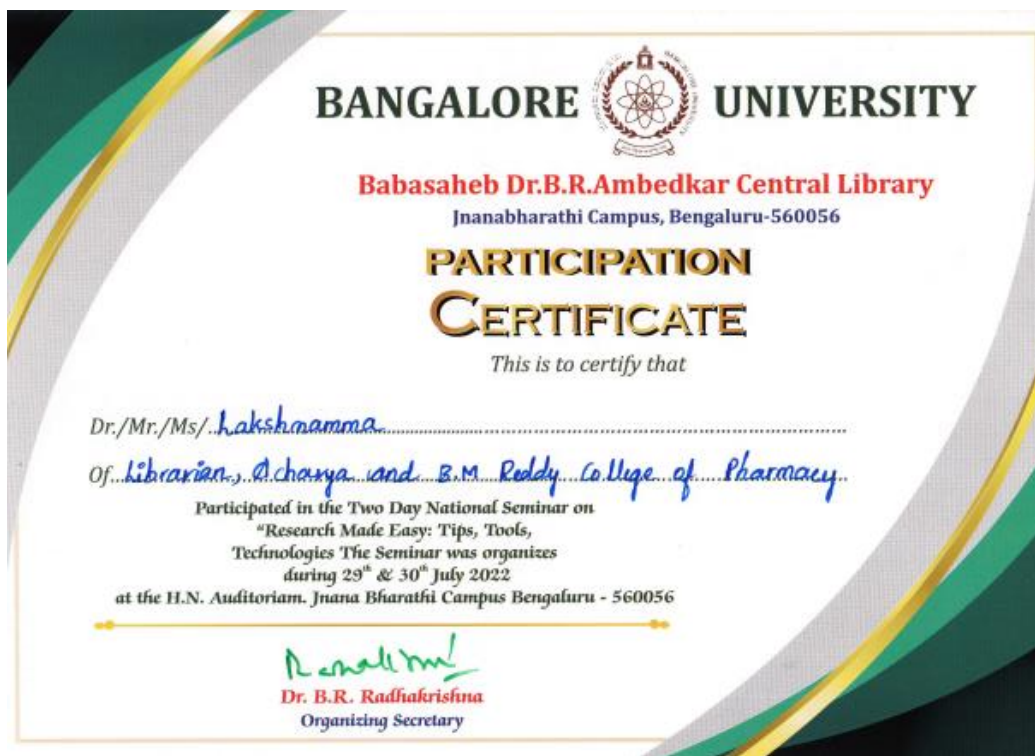 BANGALORE UNIVERSITY
Babasaheb Dr.B.R.Ambedkar Central Library
Jnanabharathi Campus, Bengaluru-560056
PARTICIPATION
CERTIFICATE
This is to certify that
Dr./Mr./Ms/ Lakshmamma
Of Librarian, Acharya and B.M Reddy College of Pharmacy
Participated in the Two Day National Seminar on
"Research Made Easy: Tips, Tools,
Technologies The Seminar was organizes
during 29th & 30th July 2022
at the H.N. Auditoriam. Jnana Bharathi Campus Bengaluru - 560056
Dr. B.R. Radhakrishna
Organizing Secretary